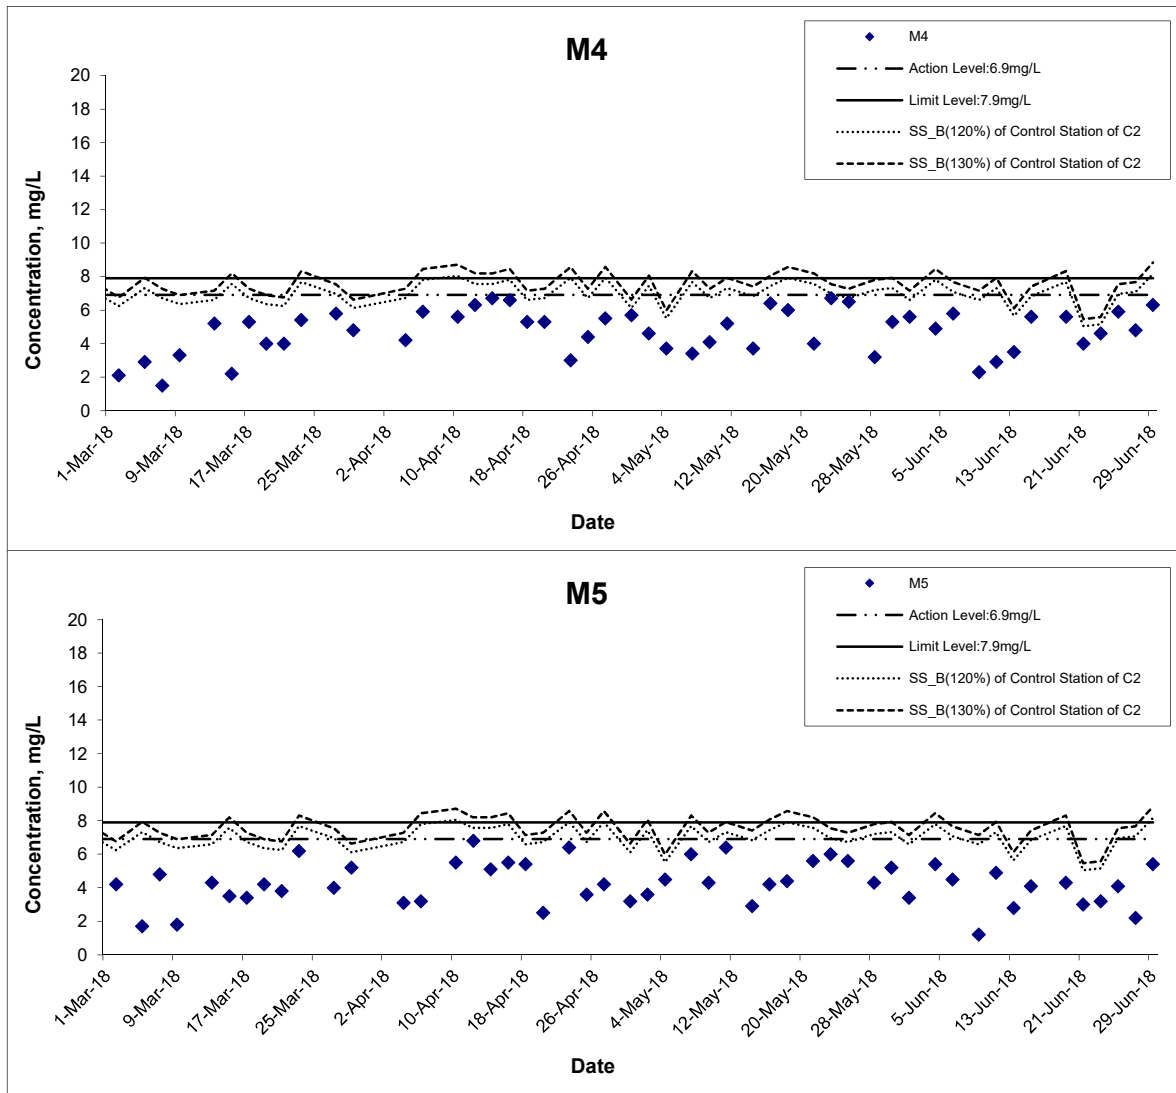 M4
M4
Action Level:6.9mg/L
Limit Level:7.9mg/L
SS_B(120%) of Control Station of C2
SS_B(130%) of Control Station of C2
Concentration, mg/L
20
18
16
14
12
10
8
6
4
2
0
1-Mar-18
9-Mar-18
17-Mar-18
25-Mar-18
2-Apr-18
10-Apr-18
18-Apr-18
26-Apr-18
4-May-18
12-May-18
20-May-18
28-May-18
5-Jun-18
13-Jun-18
21-Jun-18
29-Jun-18
Date
M5
M5
Action Level:6.9mg/L
Limit Level:7.9mg/L
SS_B(120%) of Control Station of C2
SS_B(130%) of Control Station of C2
Concentration, mg/L
20
18
16
14
12
10
8
6
4
2
0
1-Mar-18
9-Mar-18
17-Mar-18
25-Mar-18
2-Apr-18
10-Apr-18
18-Apr-18
26-Apr-18
4-May-18
12-May-18
20-May-18
28-May-18
5-Jun-18
13-Jun-18
21-Jun-18
29-Jun-18
Date